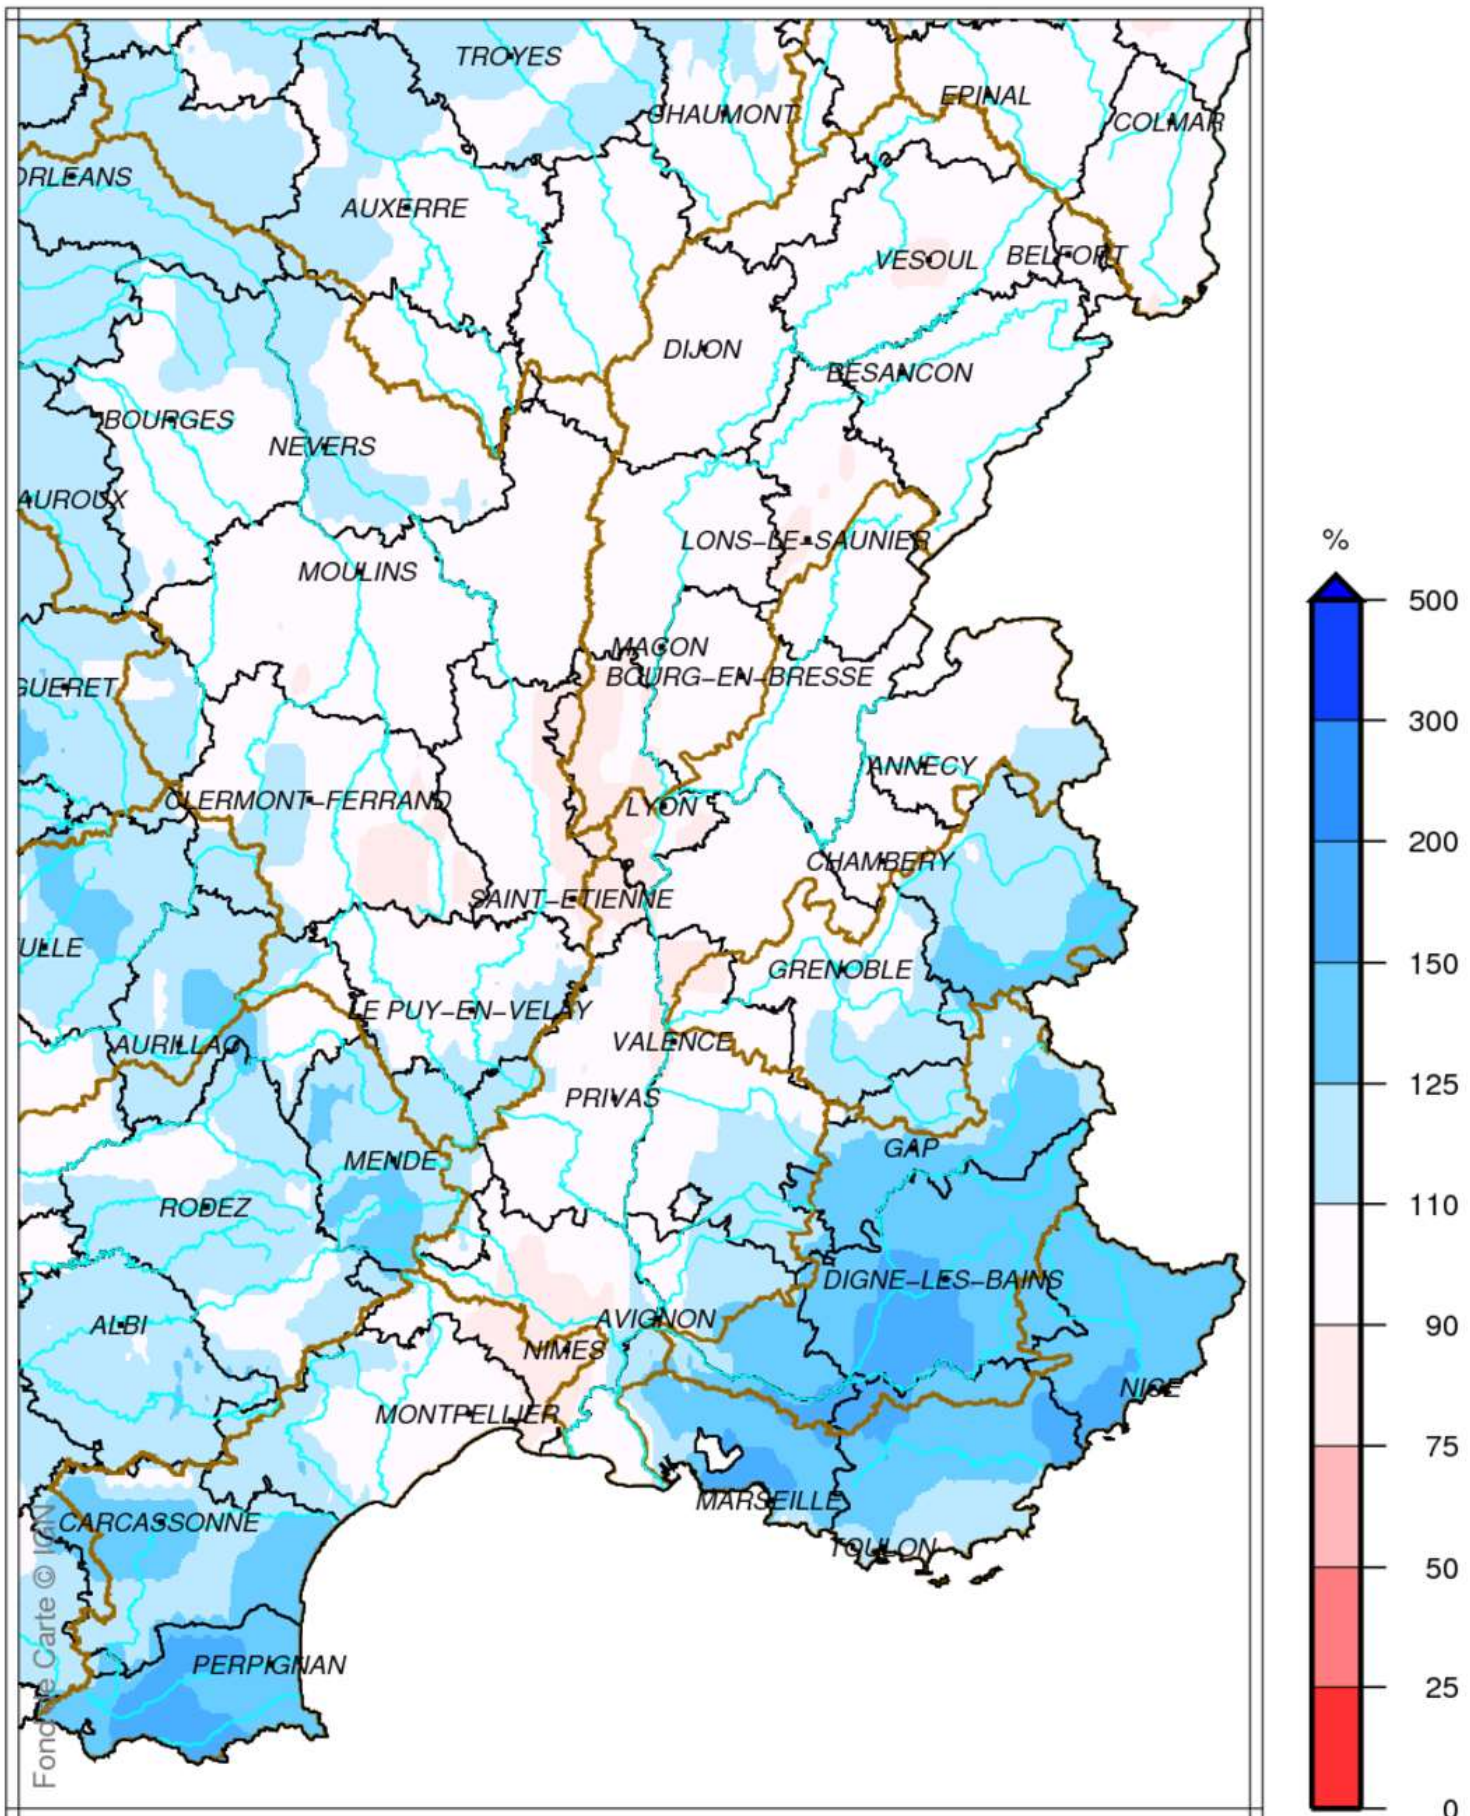 TROYES
EPINAL
CHAUMONT
COLMAR
ORLEANS
AUXERRE
VESOUL
BELFORT
DIJON
BESANCON
BOURGES
NEVERS
AUROUX
%
LONS-LE-SAUNIER
MOULINS
500
MACON
BOURG-EN-BRESSE
GUERET
300
ANNECY
CLERMONT-FERRAND
LYON
200
CHAMBERY
SAINT-ETIENNE
ULLE
GRENOBLE
150
LE PUY-EN-VELAY
AURILLAC
VALENCE
125
PRIVAS
GAP
MENDE
RODEZ
110
DIGNE-LES-BAINS
AVIGNON
ALBI
90
NIMES
NICE
MONTPELLIER
75
MARSEILLE
CARCASSONNE
TOULON
50
PERPIGNAN
25
Fond de Carte © IGN
0